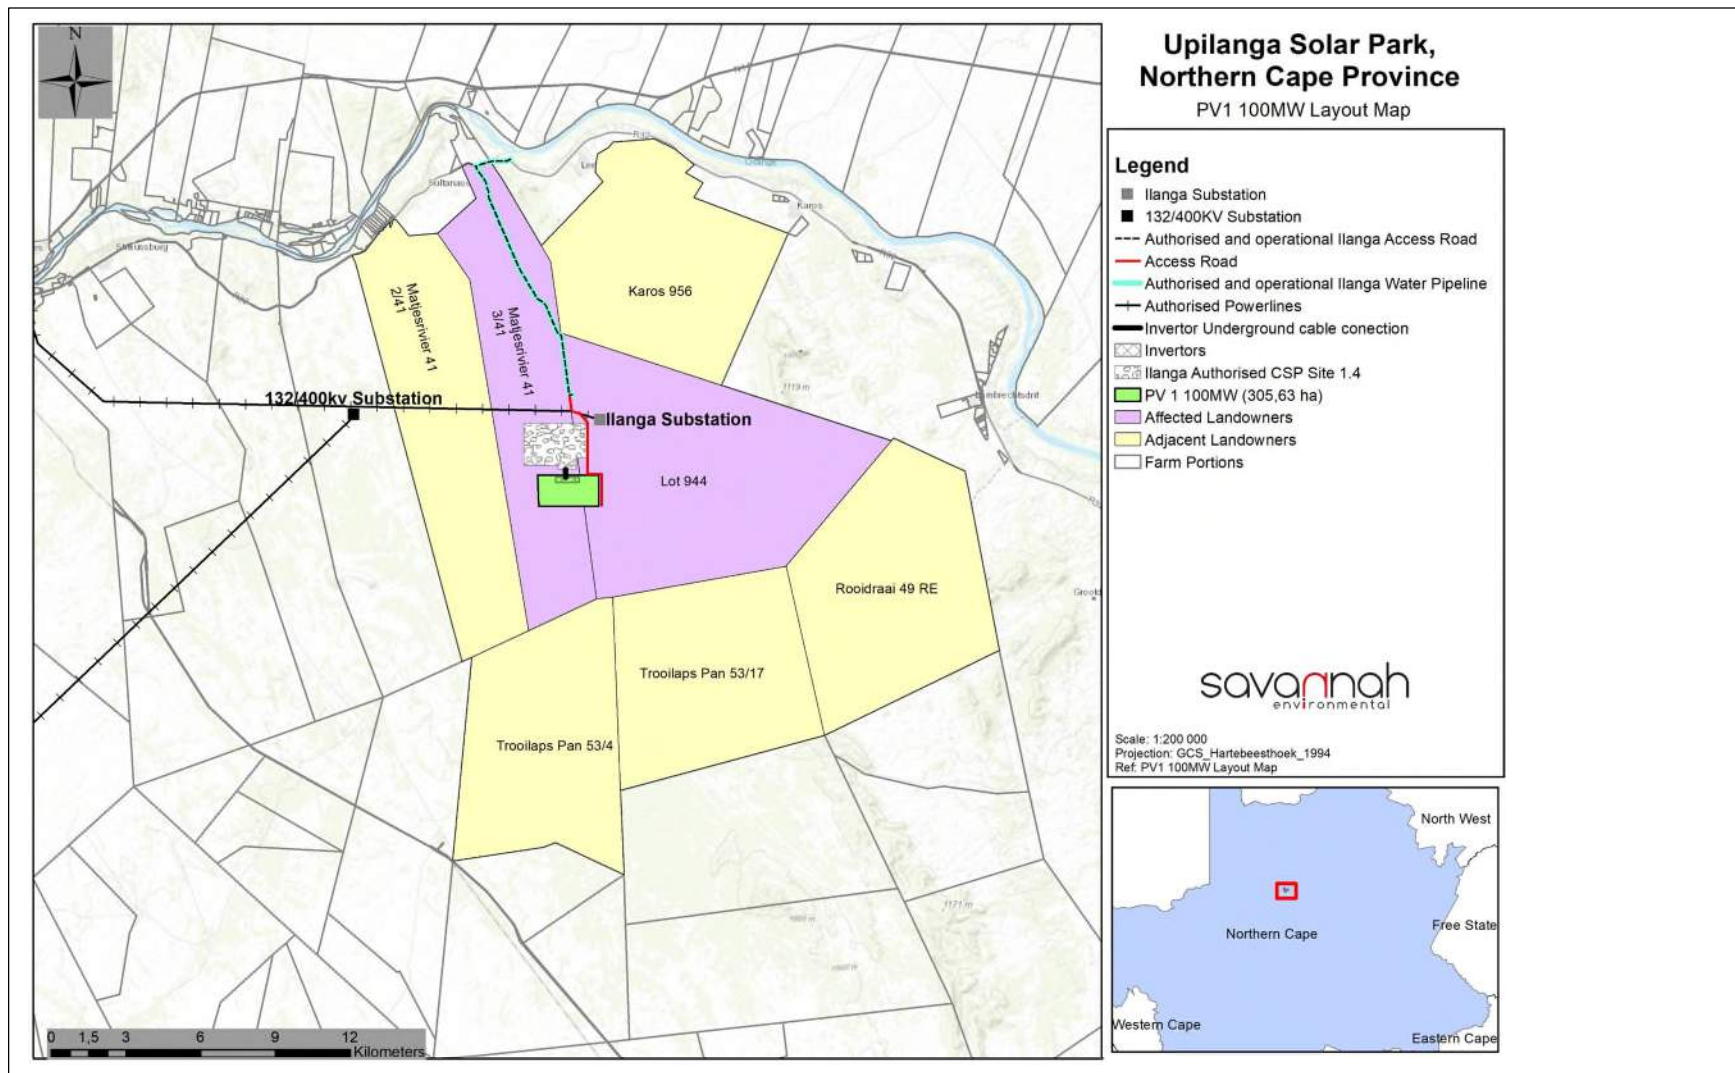 N
Upilanga Solar Park,
Northern Cape Province
PV1 100MW Layout Map
Legend
Ilanga Substation
132/400KV Substation
Authorised and operational Ilanga Access Road
Access Road
Authorised and operational Ilanga Water Pipeline
Authorised Powerlines
Invertor Underground cable conection
Invertors
Ilanga Authorised CSP Site 1.4
PV 1 100MW (305,63 ha)
Affected Landowners
Adjacent Landowners
Farm Portions
savannah
environmental
Scale: 1:200 000
Projection: GCS_Hartebeesthoek_1994
Ref: PV1 100MW Layout Map
Karos
Karos 956
Matjesrivier 41
2/41
Matjesrivier 41
3/41
1119 m
132/400kv Substation
Ilanga Substation
Lot 944
Rooidraai 49 RE
Trooilaps Pan 53/17
Trooilaps Pan 53/4
1171 m
0 1,5 3 6 9 12
Kilometers
North West
Free State
Northern Cape
Western Cape
Eastern Cape